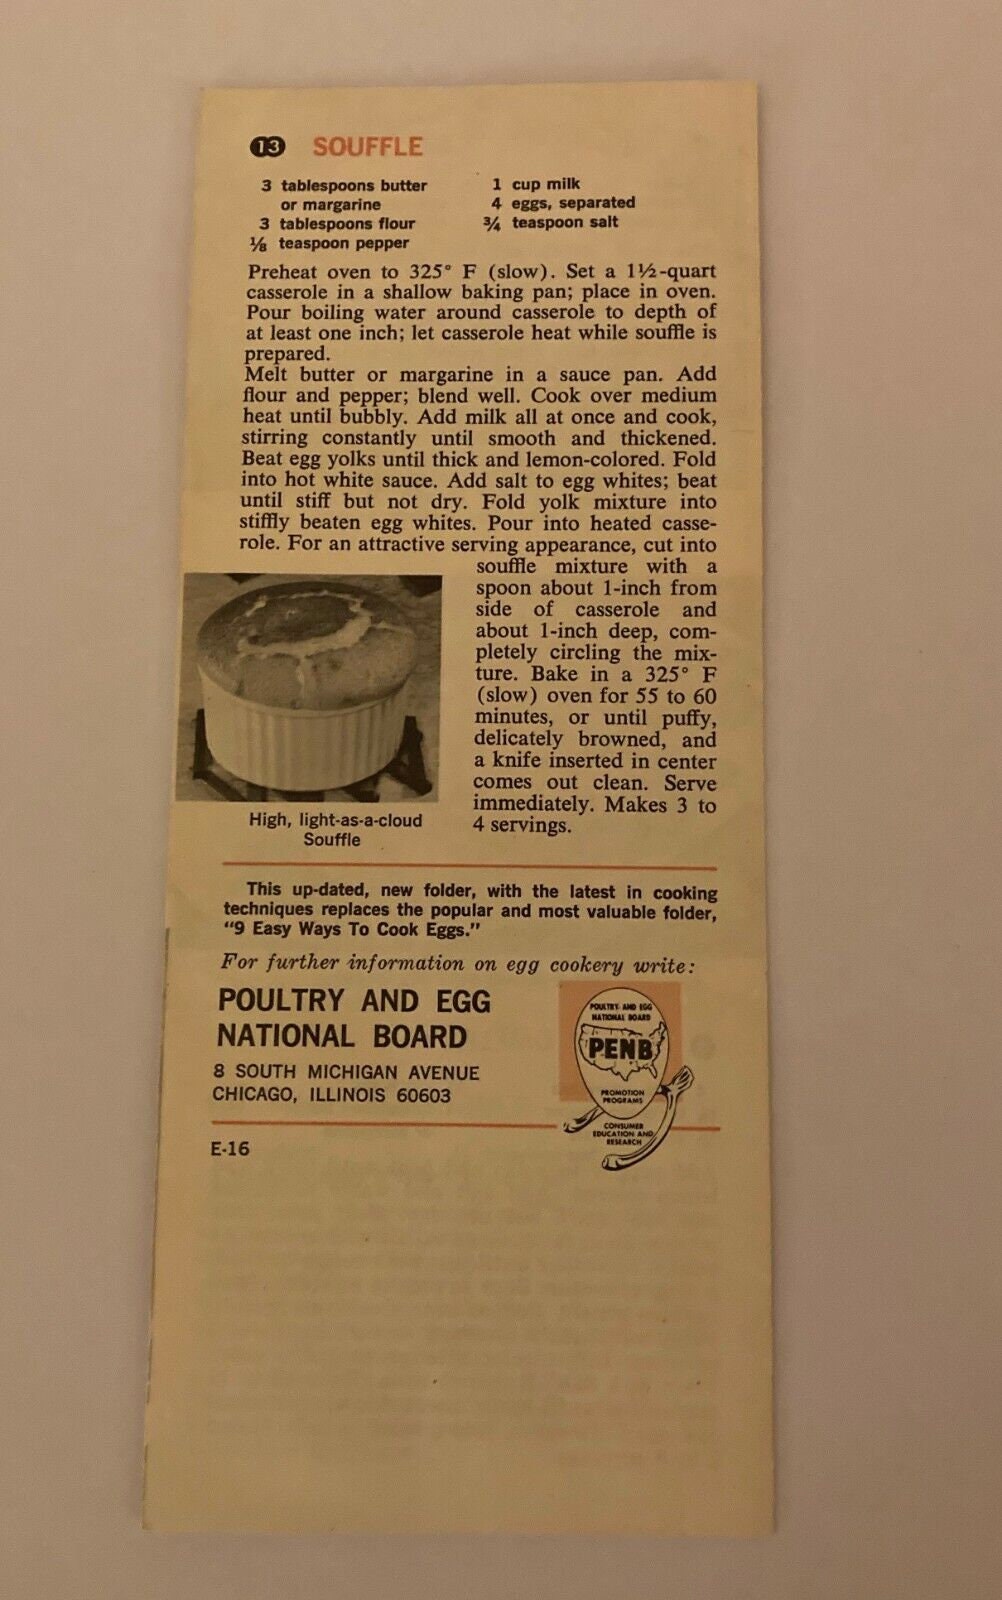 13 SOUFFLE
3 tablespoons butter
or margarine
3 tablespoons flour
⅛ teaspoon pepper
1 cup milk
4 eggs, separated
¾ teaspoon salt
Preheat oven to 325° F (slow). Set a 1½-quart
casserole in a shallow baking pan; place in oven.
Pour boiling water around casserole to depth of
at least one inch; let casserole heat while souffle is
prepared.
Melt butter or margarine in a sauce pan. Add
flour and pepper; blend well. Cook over medium
heat until bubbly. Add milk all at once and cook,
stirring constantly until smooth and thickened.
Beat egg yolks until thick and lemon-colored. Fold
into hot white sauce. Add salt to egg whites; beat
until stiff but not dry. Fold yolk mixture into
stiffly beaten egg whites. Pour into heated casse-
role. For an attractive serving appearance, cut into
souffle mixture with a
spoon about 1-inch from
side of casserole and
about 1-inch deep, com-
pletely circling the mix-
ture. Bake in a 325° F
(slow) oven for 55 to 60
minutes, or until puffy,
delicately browned, and
a knife inserted in center
comes out clean. Serve
immediately. Makes 3 to
4 servings.
High, light-as-a-cloud
Souffle
This up-dated, new folder, with the latest in cooking
techniques replaces the popular and most valuable folder,
"9 Easy Ways To Cook Eggs."
For further information on egg cookery write:
POULTRY AND EGG
NATIONAL BOARD
8 SOUTH MICHIGAN AVENUE
CHICAGO, ILLINOIS 60603
POULTRY AND EGG
NATIONAL BOARD
PENB
PROMOTION
PROGRAMS
CONSUMER
EDUCATION AND
RESEARCH
E-16